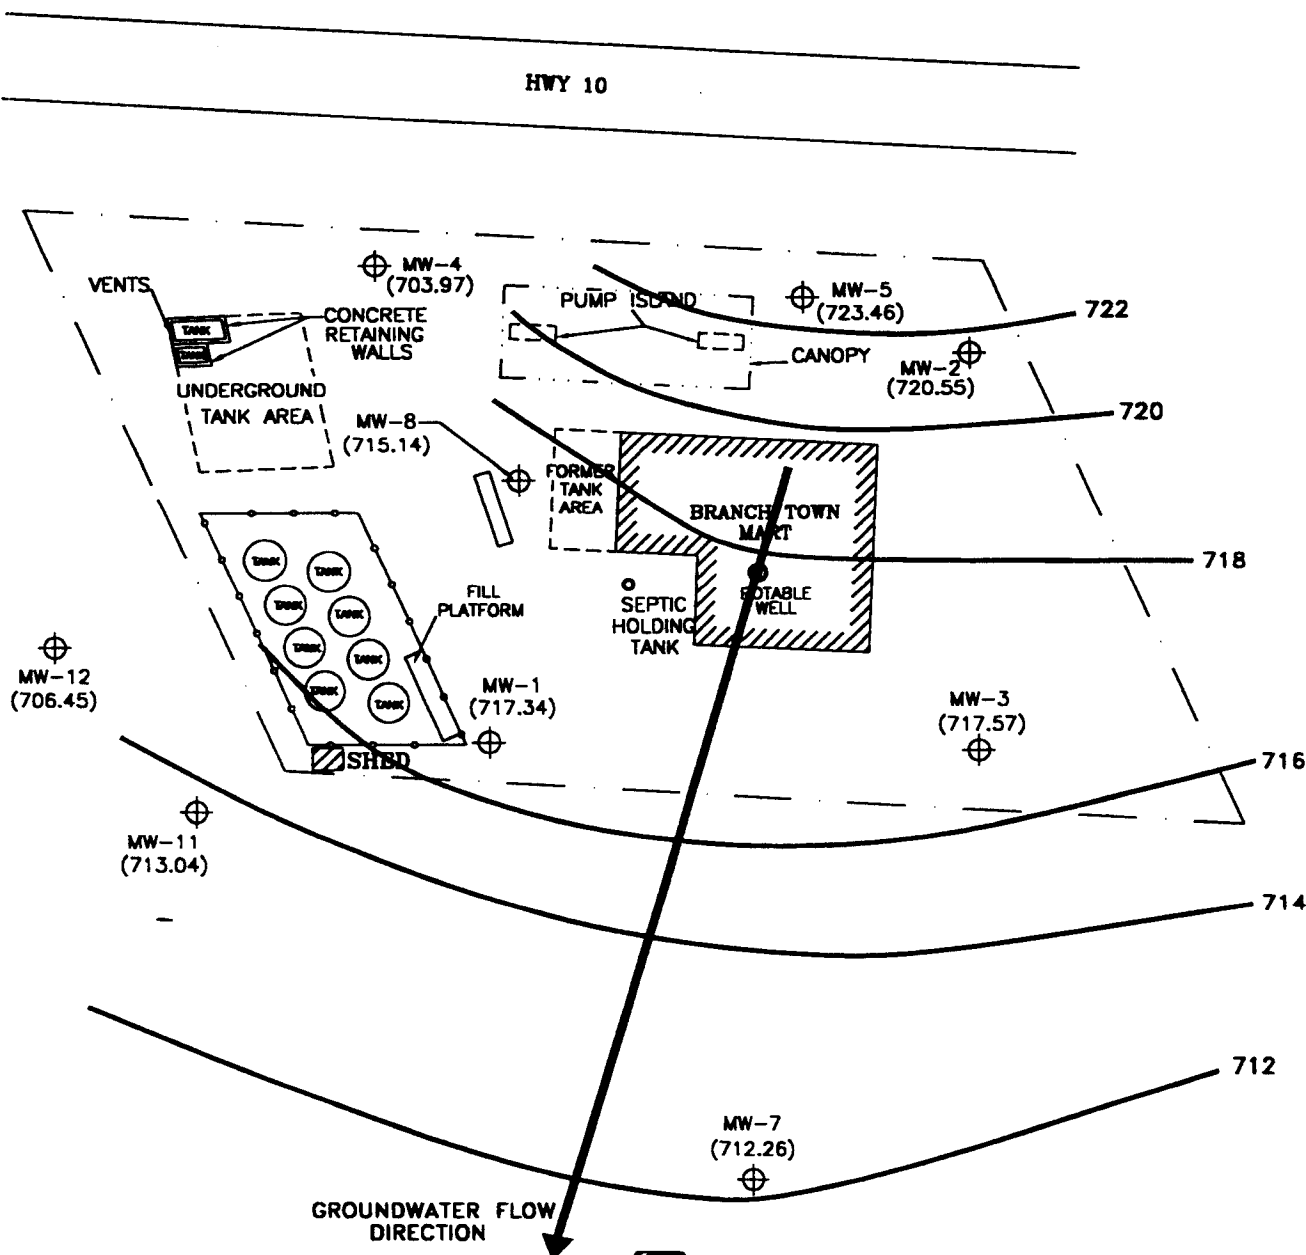 HWY 10
MW-4
(703.97)
VENTS
TANK
TANK
CONCRETE
RETAINING
WALLS
UNDERGROUND
TANK AREA
PUMP ISLAND
MW-5
(723.46)
722
CANOPY
MW-2
(720.55)
720
MW-8
(715.14)
FORMER
TANK
AREA
BRANCH TOWN
MART
718
POTABLE
WELL
SEPTIC
HOLDING
TANK
FILL
PLATFORM
TANK
TANK
TANK
TANK
TANK
TANK
TANK
TANK
SHED
MW-12
(706.45)
MW-1
(717.34)
MW-3
(717.57)
716
MW-11
(713.04)
714
712
MW-7
(712.26)
GROUNDWATER FLOW
DIRECTION